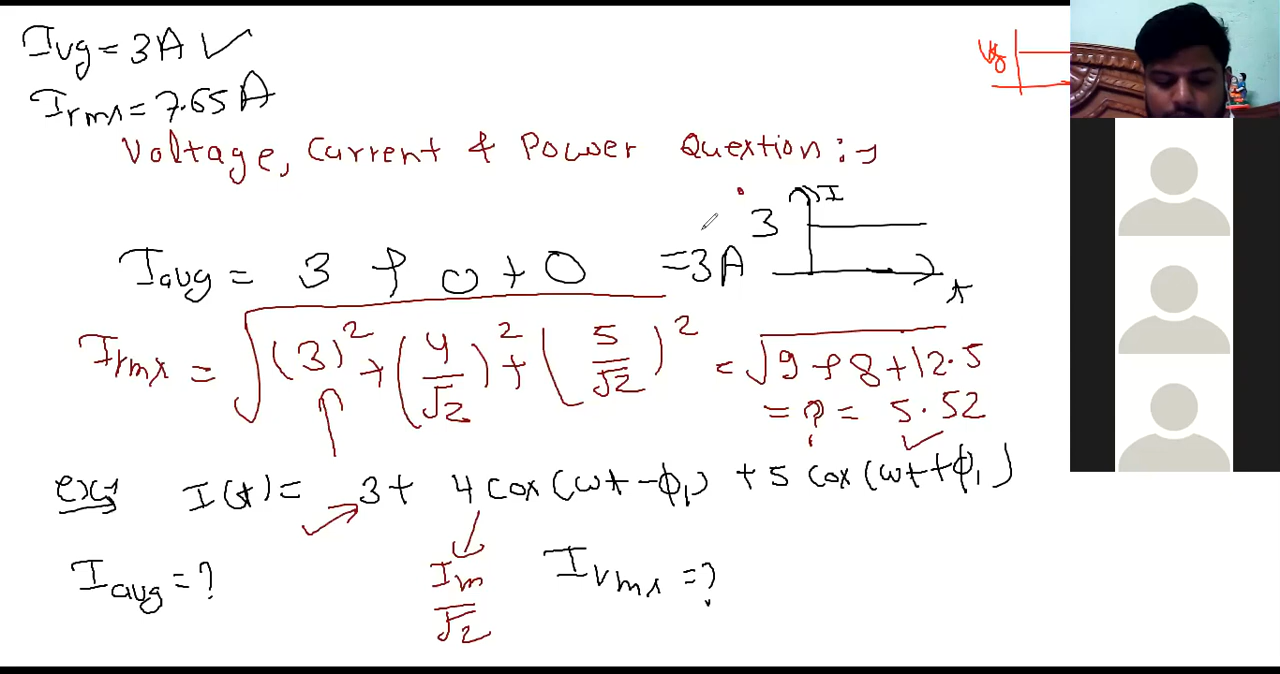 Ivg = 3A ✓
Irms = 7.65 A
Vo
Voltage, Current & Power Question :-
I
3
Iavg = 3 + 0 + 0 = 3A
t
Irms = √((3)² + (4/√2)² + (5/√2)²) = √9+8+12.5
= ? = 5.52
ex:- I(t) = 3 + 4 cos(ωt - ϕ₁) + 5 cos(ωt + ϕ₁)
Iavg = ?
Im/√2
Irms = ?